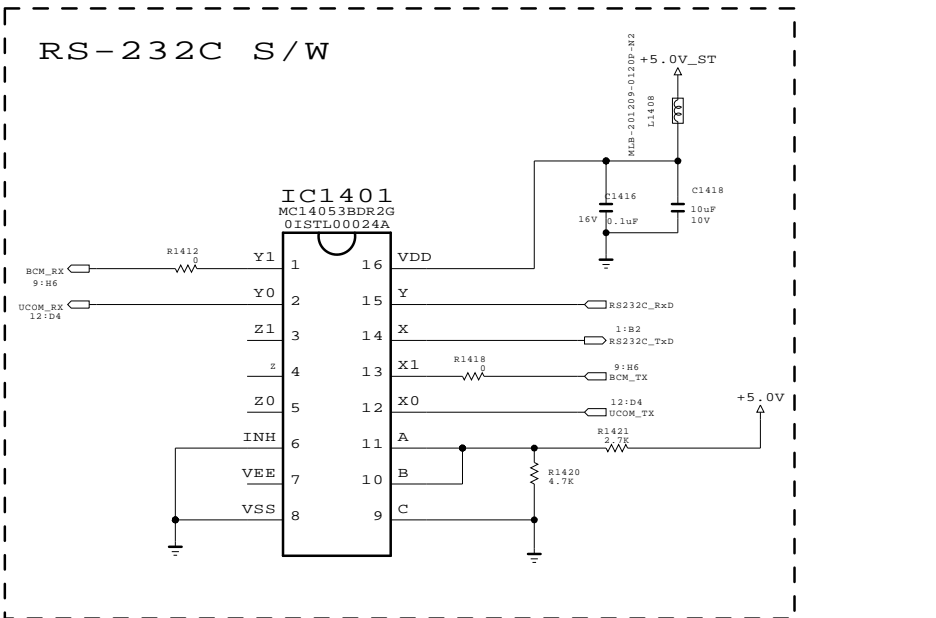 RS-232C S/W
MLB-201209-0120P-N2
+5.0V_ST
L1408
IC1401
MC14053BDR2G
0ISTL00024A
C1416
16V 0.1uF
C1418
10uF
10V
R1412
0
BCM_RX
9:H6
UCOM_RX
12:D4
Y1 1
Y0 2
Z1 3
z 4
Z0 5
INH 6
VEE 7
VSS 8
16 VDD
15 Y
14 X
13 X1
12 X0
11 A
10 B
9 C
RS232C_RxD
1:B2
RS232C_TxD
R1418
0
9:H6
BCM_TX
12:D4
UCOM_TX
+5.0V
R1421
2.7K
R1420
4.7K